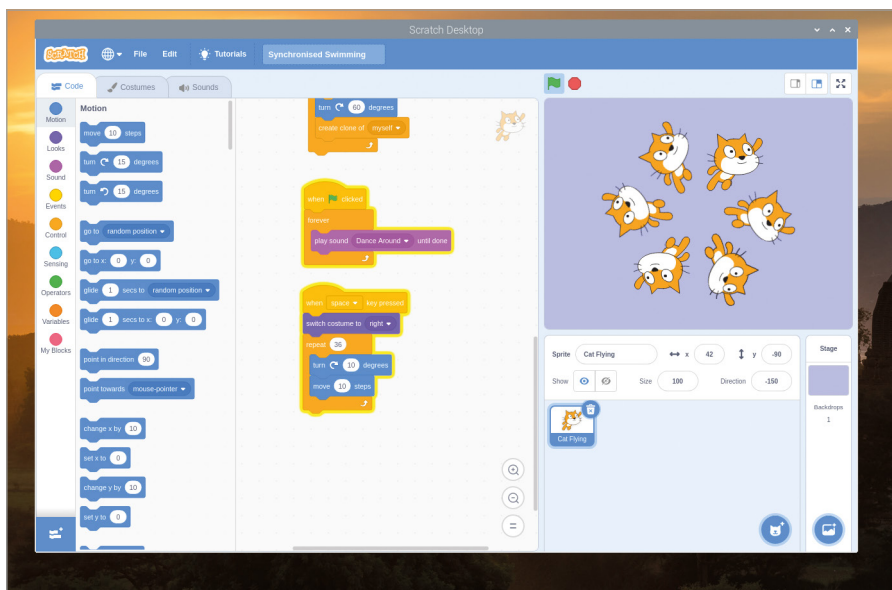 Scratch Desktop
SCRATCH File Edit Tutorials Synchronised Swimming
Code Costumes Sounds
Motion
Looks
Sound
Events
Control
Sensing
Operators
Variables
My Blocks
Motion
move 10 steps
turn 15 degrees
turn 15 degrees
go to random position
go to x: 0 y: 0
glide 1 secs to random position
glide 1 secs to x: 0 y: 0
point in direction 90
point towards mouse-pointer
change x by 10
set x to 0
change y by 10
set y to 0
turn 60 degrees
create clone of myself
when clicked
forever
play sound Dance Around until done
when space key pressed
switch costume to right
repeat 36
turn 10 degrees
move 10 steps
Sprite Cat Flying x 42 y -90
Show Size 100 Direction -150
Cat Flying
Stage
Backdrops
1